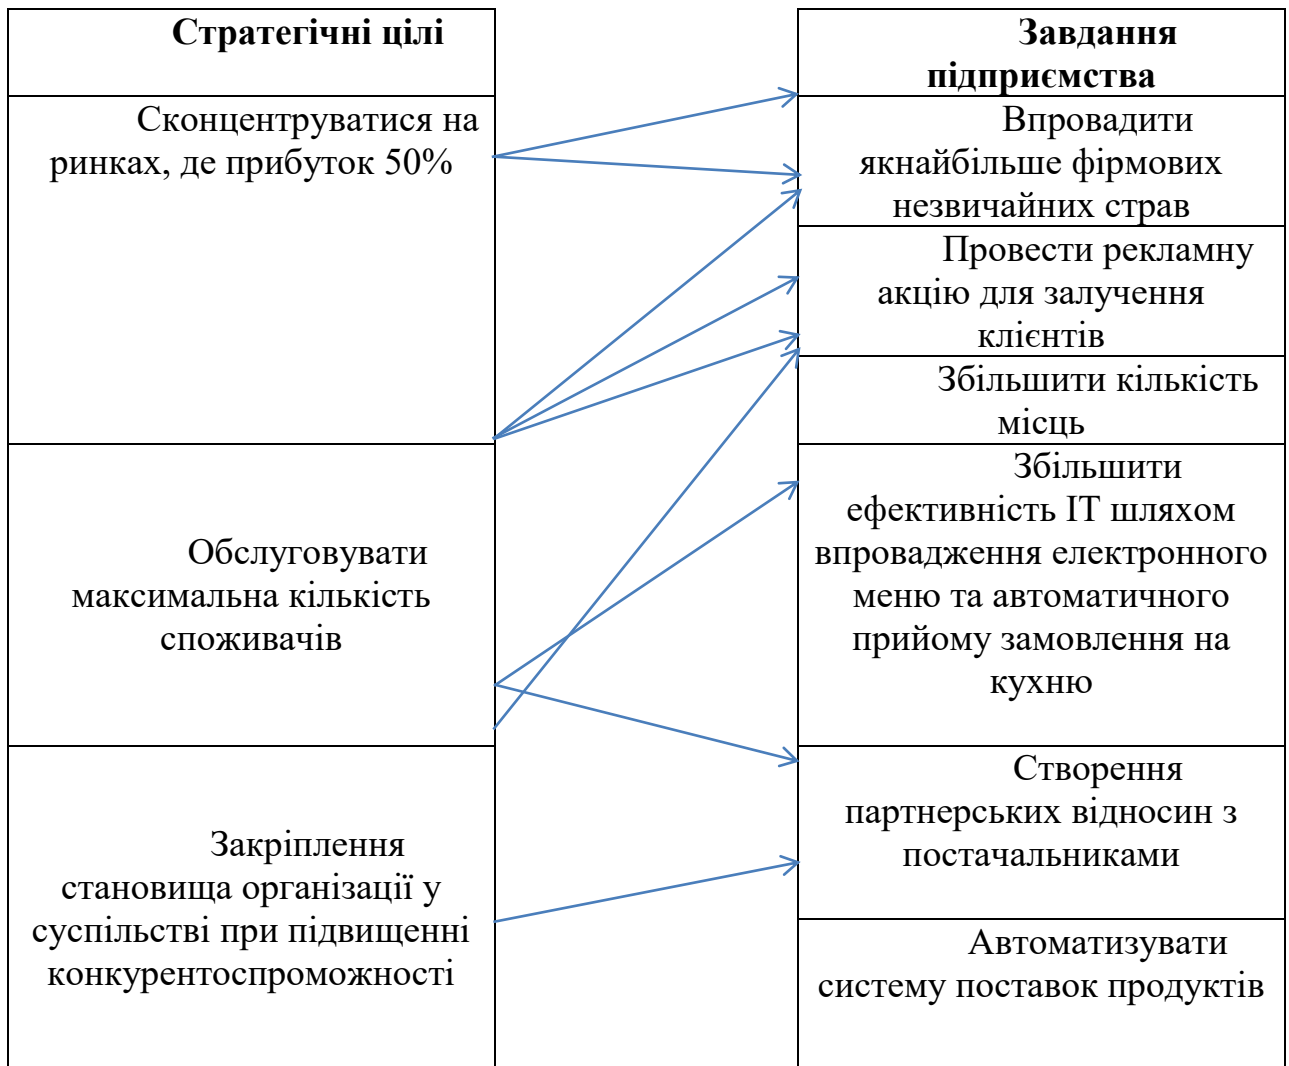 Стратегічні цілі
Сконцентруватися на
ринках, де прибуток 50%
Обслуговувати
максимальна кількість
споживачів
Закріплення
становища організації у
суспільстві при підвищенні
конкурентоспроможності
Завдання
підприємства
Впровадити
якнайбільше фірмових
незвичайних страв
Провести рекламну
акцію для залучення
клієнтів
Збільшити кількість
місць
Збільшити
ефективність ІТ шляхом
впровадження електронного
меню та автоматичного
прийому замовлення на
кухню
Створення
партнерських відносин з
постачальниками
Автоматизувати
систему поставок продуктів